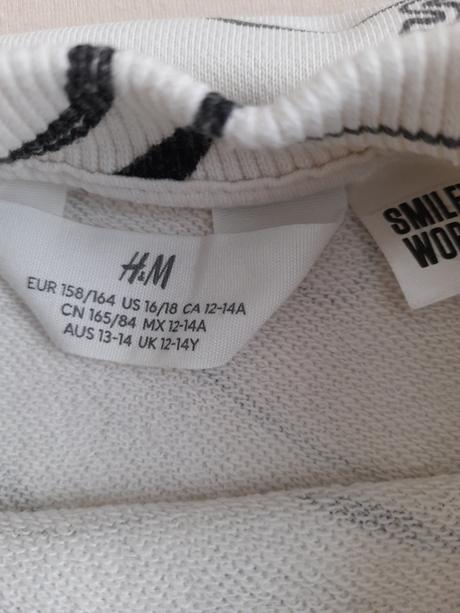 H&M
EUR 158/164 US 16/18 CA 12-14A
CN 165/84 MX 12-14A
AUS 13-14 UK 12-14Y